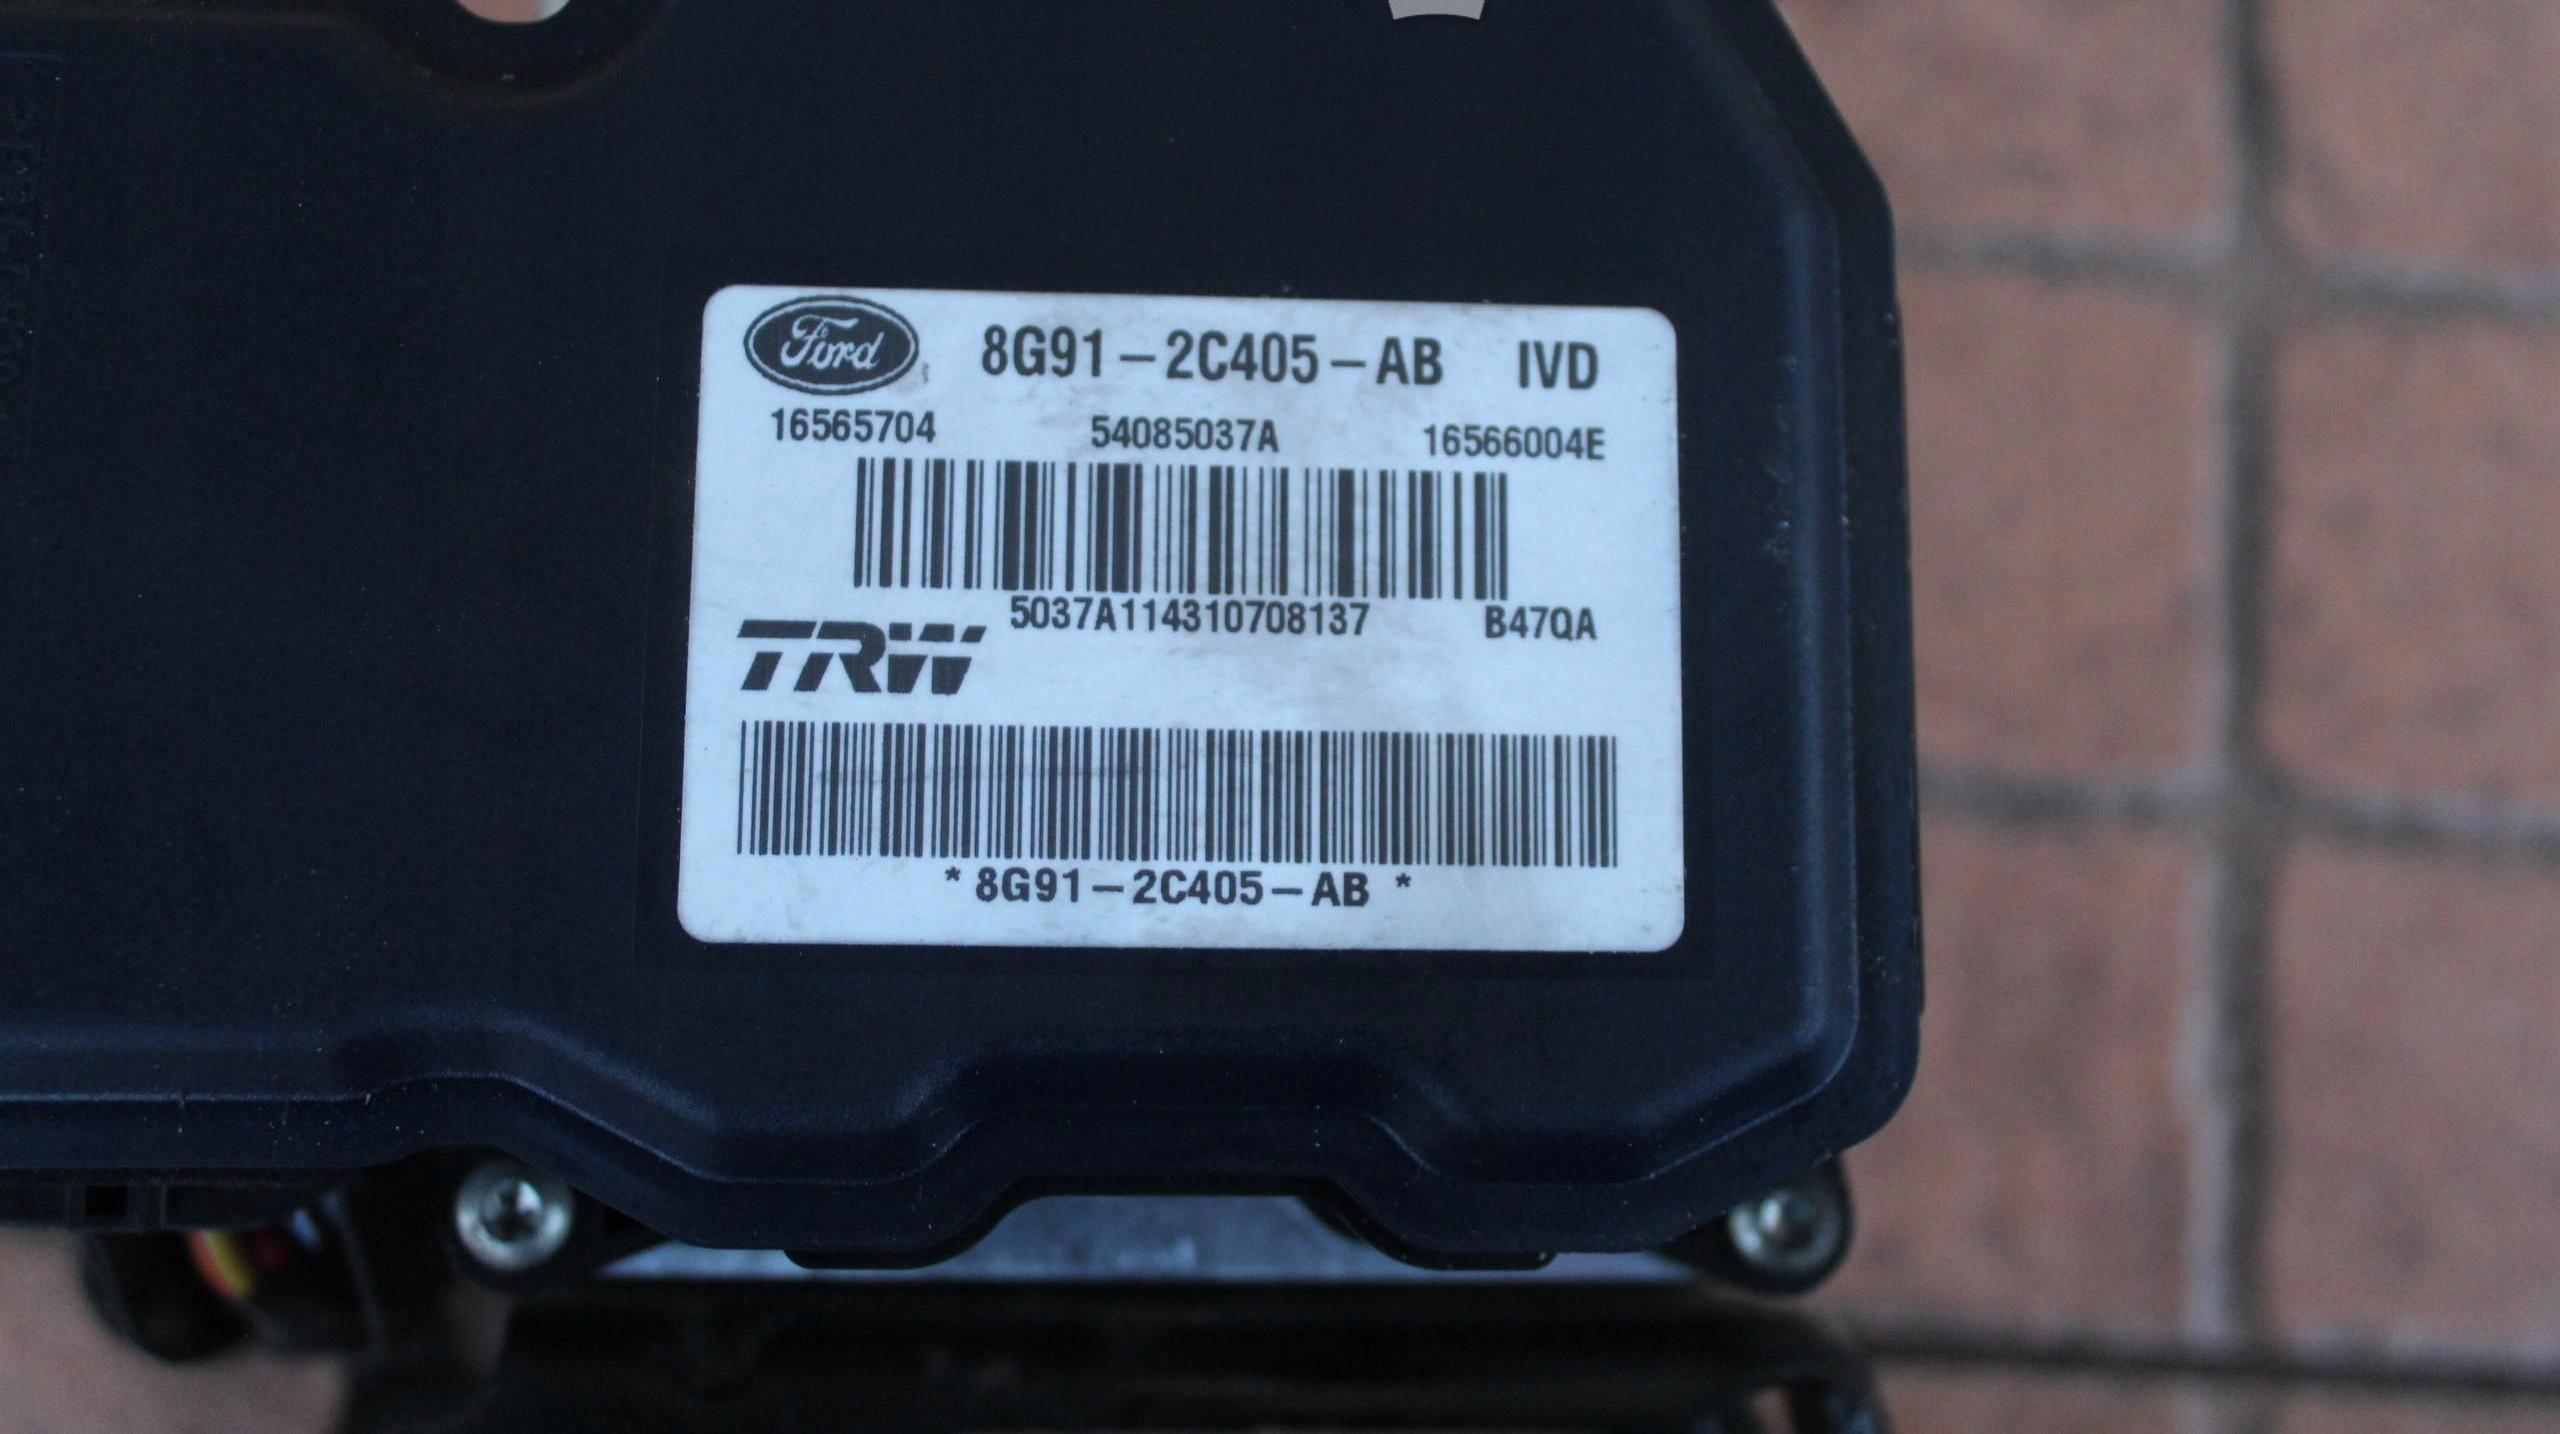 Ford 8G91-2C405-AB IVD
16565704 54085037A 16566004E
5037A114310708137 B47QA
TRW
*8G91-2C405-AB *